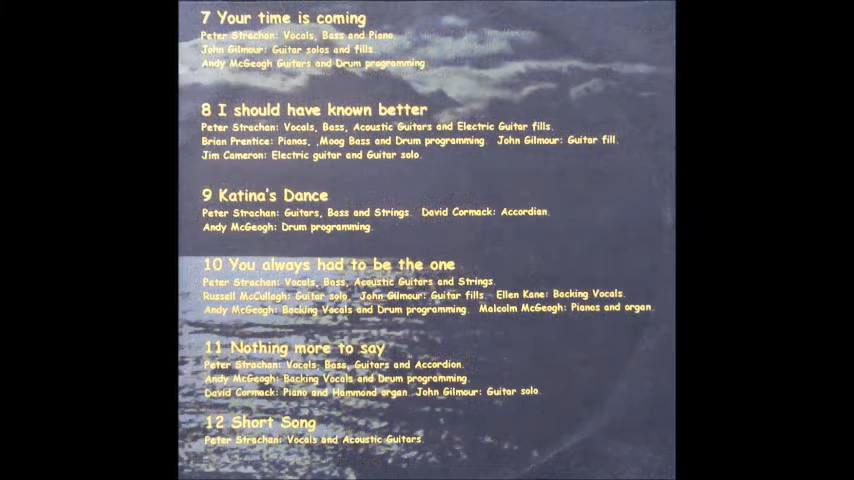 7 Your time is coming
Peter Strachan: Vocals, Bass and Piano.
John Gilmour: Guitar solos and fills.
Andy McGeogh Guitars and Drum programming
8 I should have known better
Peter Strachan: Vocals, Bass, Acoustic Guitars and Electric Guitar fills.
Brian Prentice: Pianos, ,Moog Bass and Drum programming. John Gilmour: Guitar fill.
Jim Cameron: Electric guitar and Guitar solo.
9 Katina's Dance
Peter Strachan: Guitars, Bass and Strings. David Cormack: Accordian.
Andy McGeogh: Drum programming.
10 You always had to be the one
Peter Strachan: Vocals, Bass, Acoustic Guitars and Strings.
Russell McCullagh: Guitar solo. John Gilmour: Guitar fills. Ellen Kane: Backing Vocals.
Andy McGeogh: Backing Vocals and Drum programming. Malcolm McGeogh: Pianos and organ.
11 Nothing more to say
Peter Strachan: Vocals, Bass, Guitars and Accordion.
Andy McGeogh: Backing Vocals and Drum programming.
David Cormack: Piano and Hammond organ. John Gilmour: Guitar solo.
12 Short Song
Peter Strachan: Vocals and Acoustic Guitars.